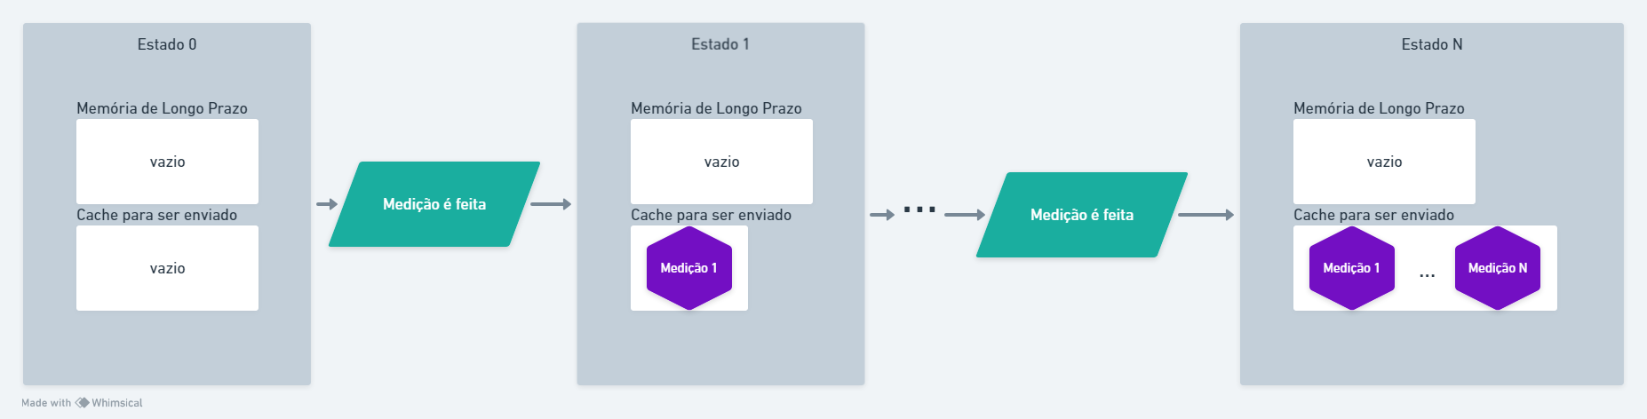 Estado 0
Memória de Longo Prazo
vazio
Cache para ser enviado
vazio
Medição é feita
Estado 1
Memória de Longo Prazo
vazio
Cache para ser enviado
Medição 1
...
Medição é feita
Estado N
Memória de Longo Prazo
vazio
Cache para ser enviado
Medição 1 ... Medição N
Made with Whimsical